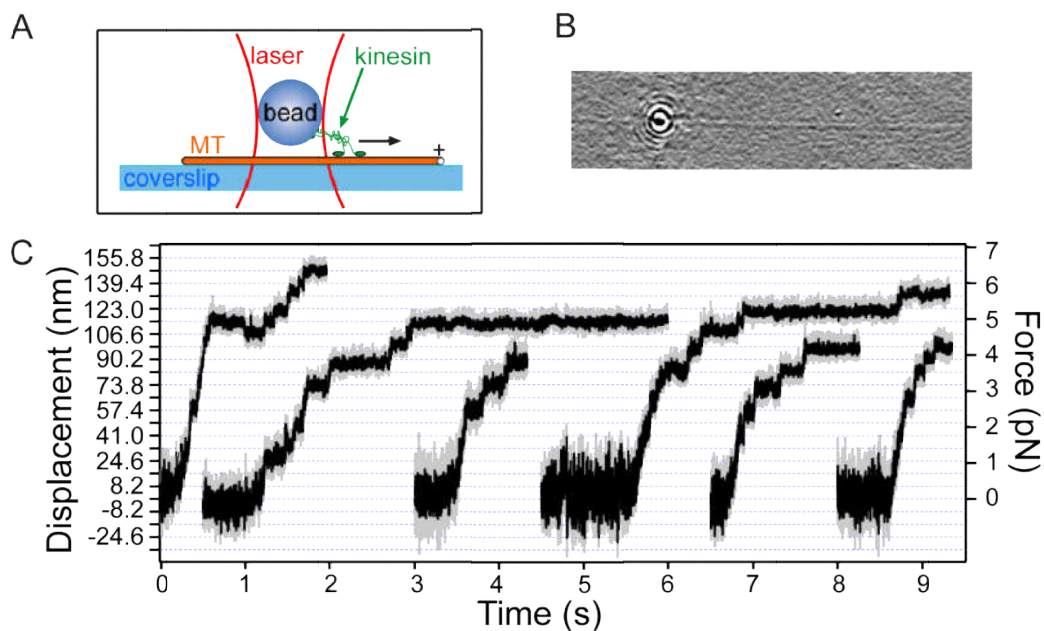 A
laser
kinesin
bead
MT
+
coverslip
B
C
Displacement (nm)
155.8
139.4
123.0
106.6
90.2
73.8
57.4
41.0
24.6
8.2
-8.2
-24.6
7
6
5
4
3
2
1
0
Force (pN)
0 1 2 3 4 5 6 7 8 9
Time (s)